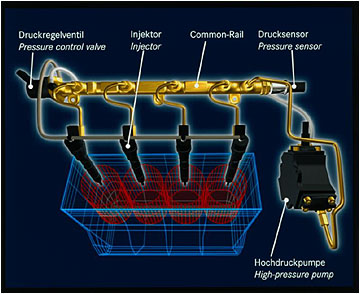 Druckregelventil
Pressure control valve
Injektor
Injector
Common-Rail
Drucksensor
Pressure sensor
Hochdruckpumpe
High-pressure pump